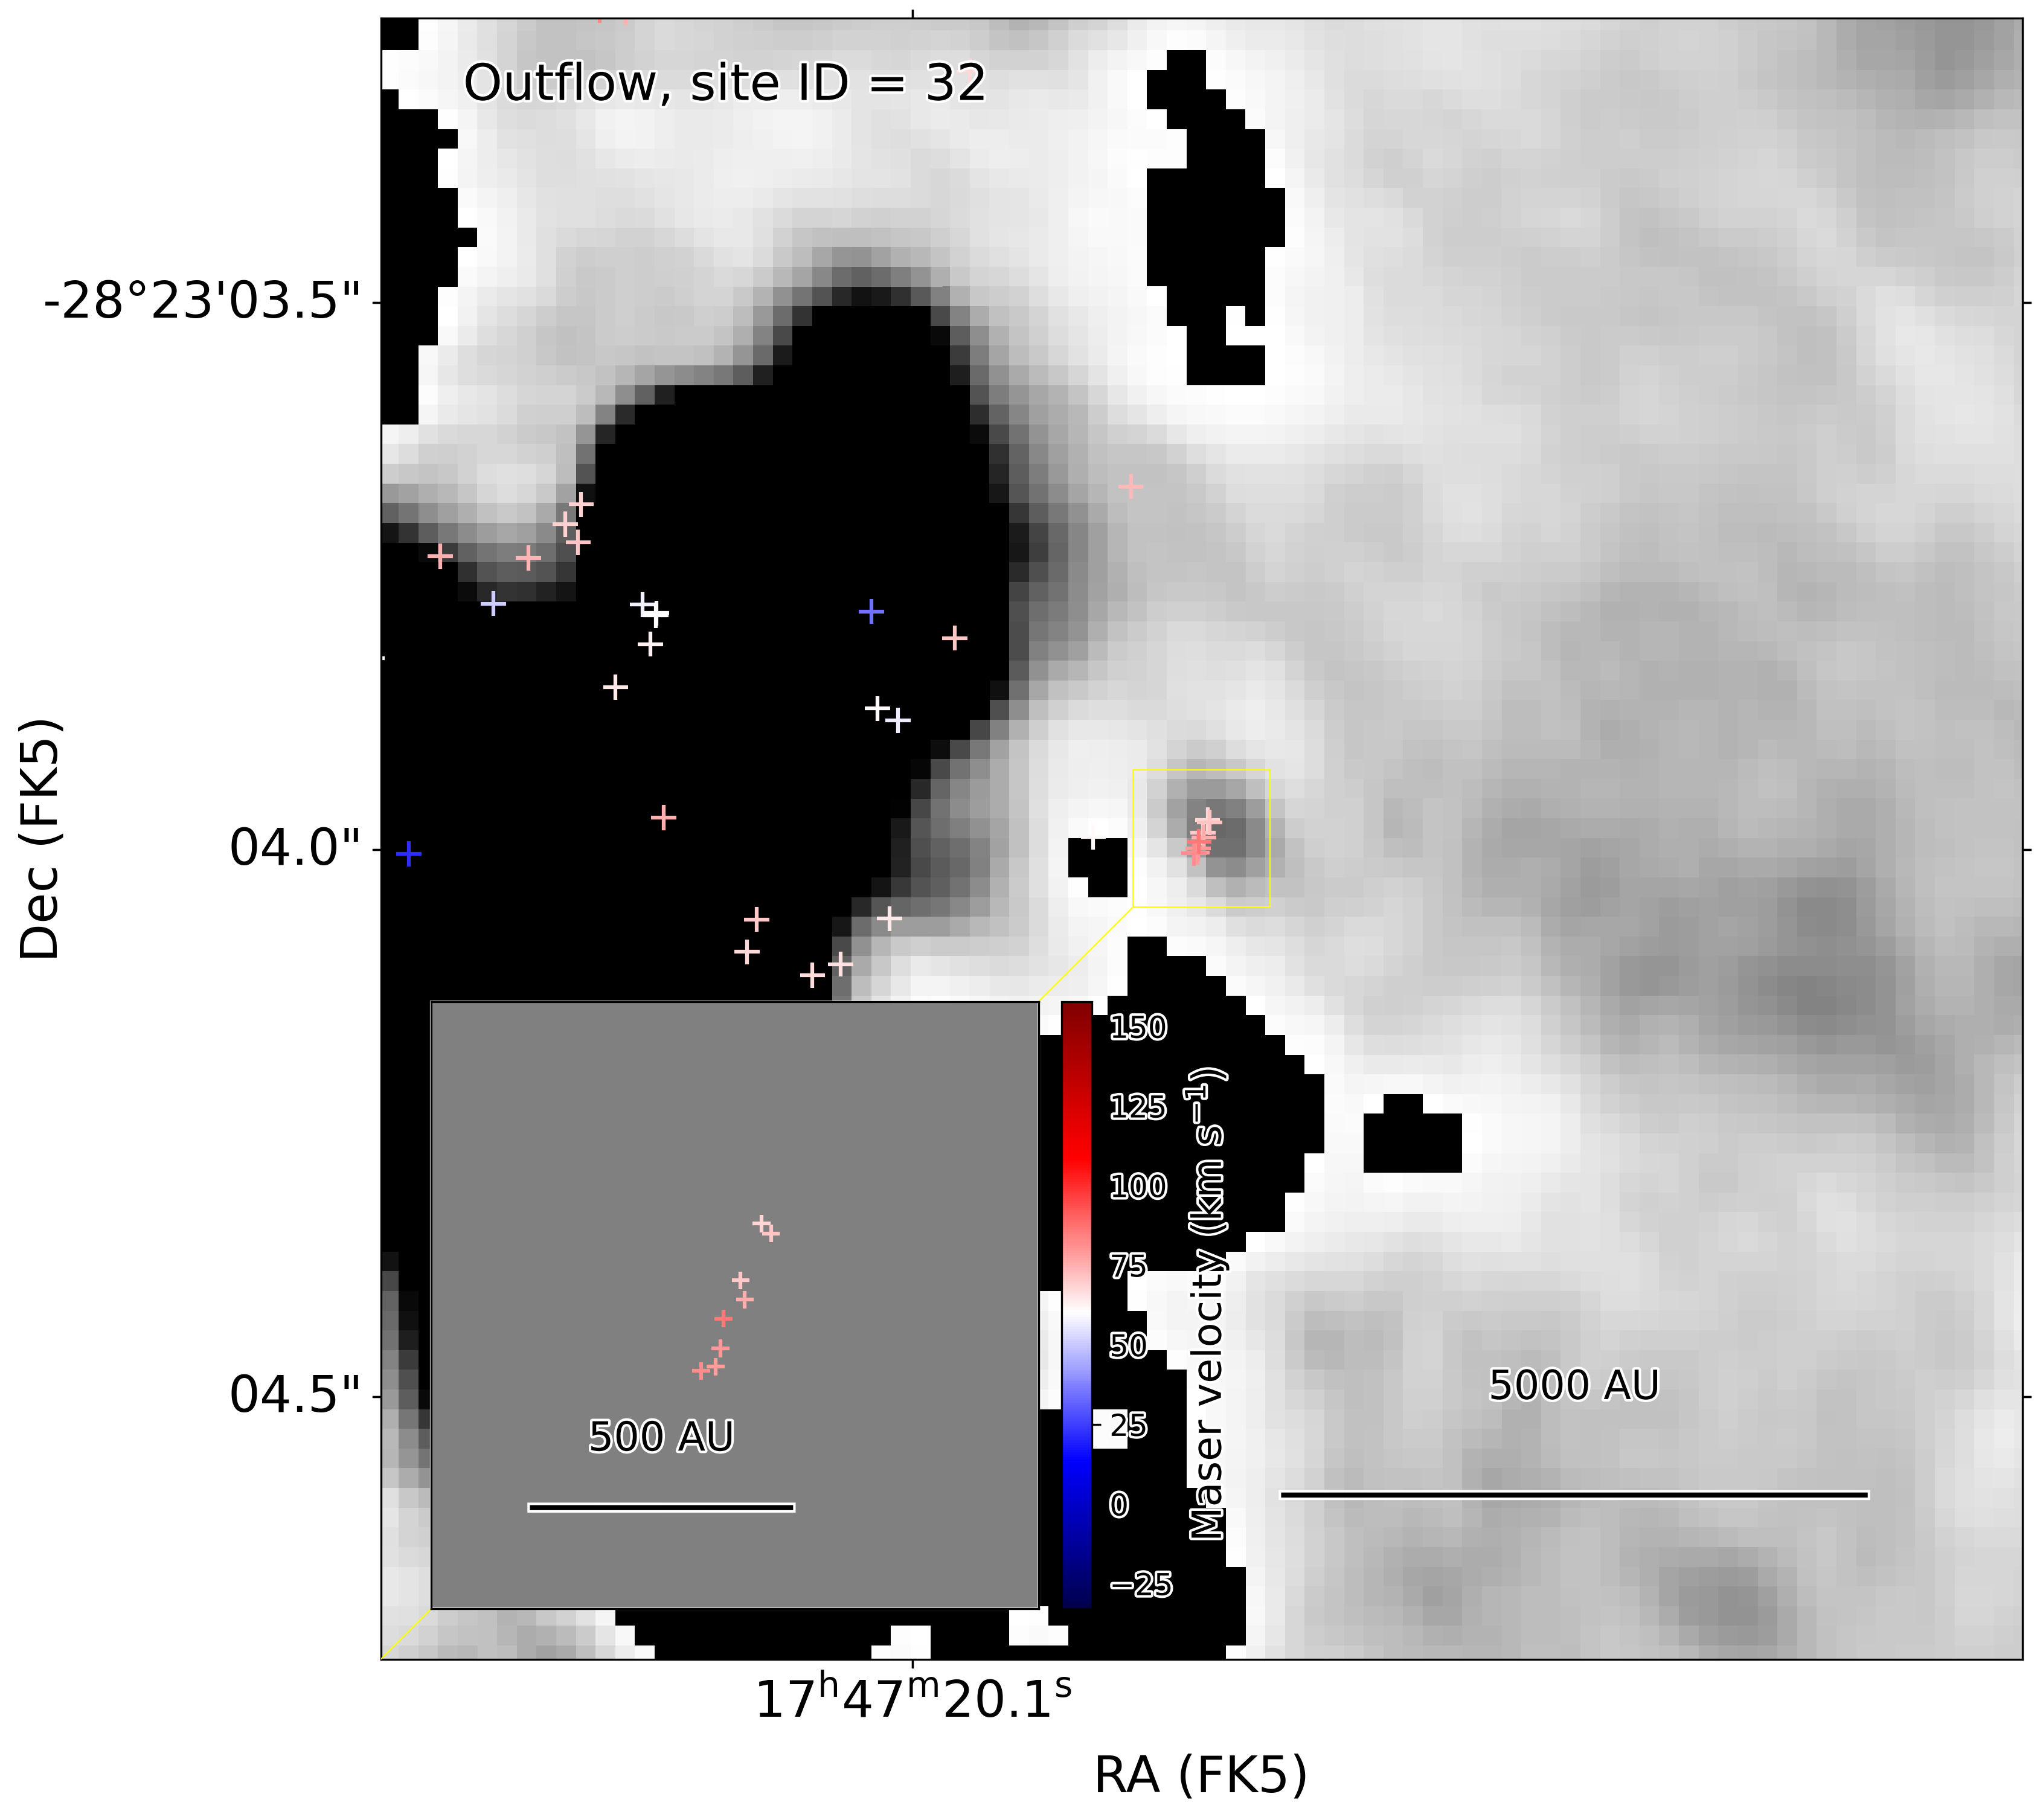 Outflow, site ID = 32
-28°23'03.5"
04.0"
04.5"
Dec (FK5)
150
125
100
75
50
25
0
−25
Maser velocity (km s⁻¹)
500 AU
5000 AU
17ʰ47ᵐ20.1ˢ
RA (FK5)